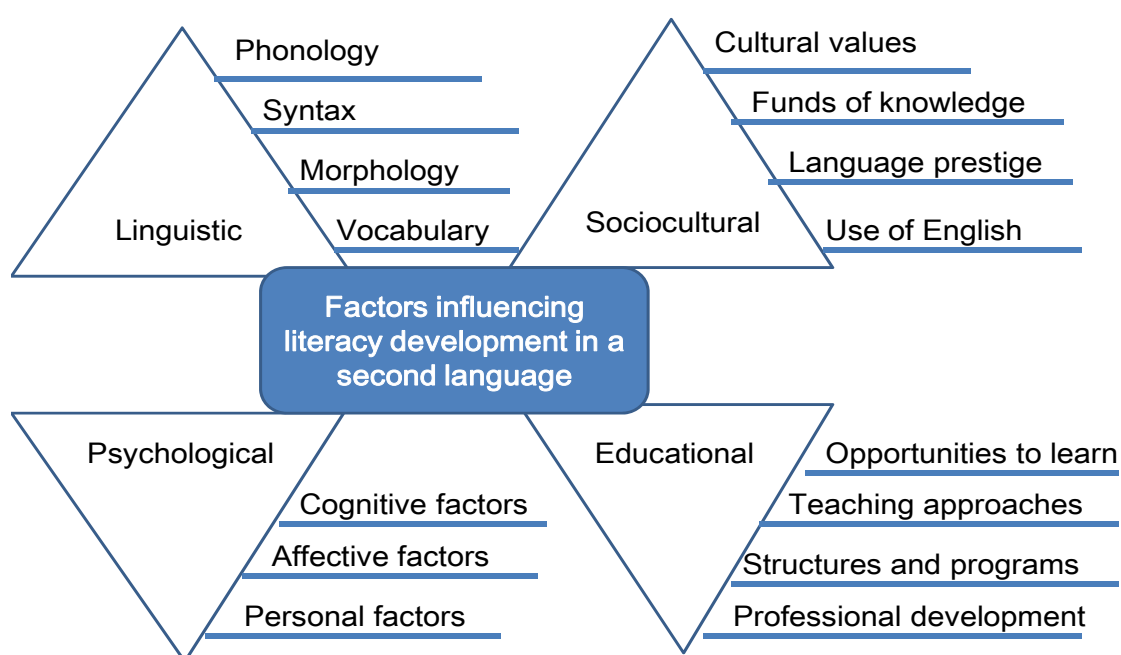 Phonology
Syntax
Morphology
Vocabulary
Linguistic
Cultural values
Funds of knowledge
Language prestige
Use of English
Sociocultural
Factors influencing
literacy development in a
second language
Psychological
Cognitive factors
Affective factors
Personal factors
Educational
Opportunities to learn
Teaching approaches
Structures and programs
Professional development